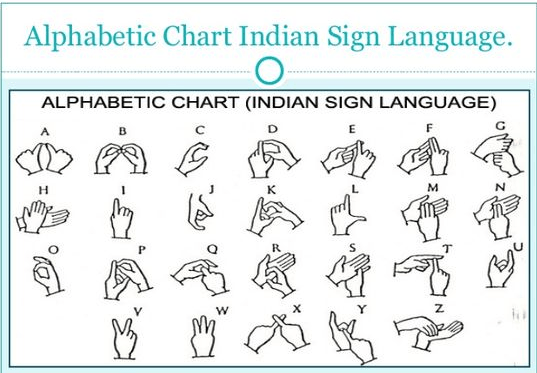 Alphabetic Chart Indian Sign Language.
ALPHABETIC CHART (INDIAN SIGN LANGUAGE)
A B C D E F G
H I J K L M N
O P Q R S T U
V W X Y Z